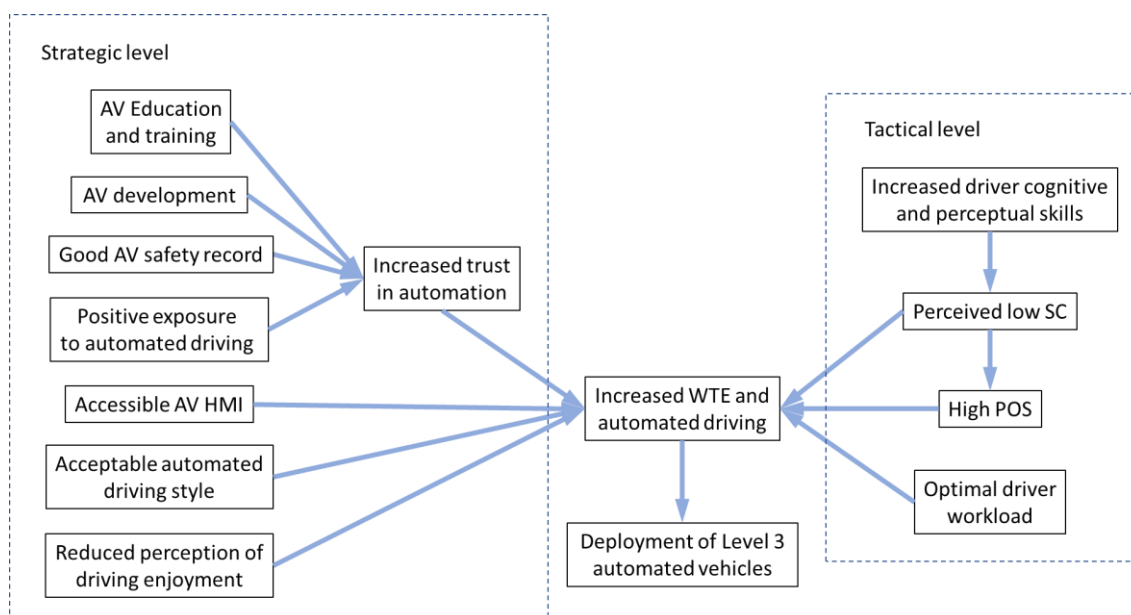 Strategic level
AV Education
and training
AV development
Good AV safety record
Positive exposure
to automated driving
Accessible AV HMI
Acceptable automated
driving style
Reduced perception of
driving enjoyment
Increased trust
in automation
Increased WTE and
automated driving
Deployment of Level 3
automated vehicles
Tactical level
Increased driver cognitive
and perceptual skills
Perceived low SC
High POS
Optimal driver
workload